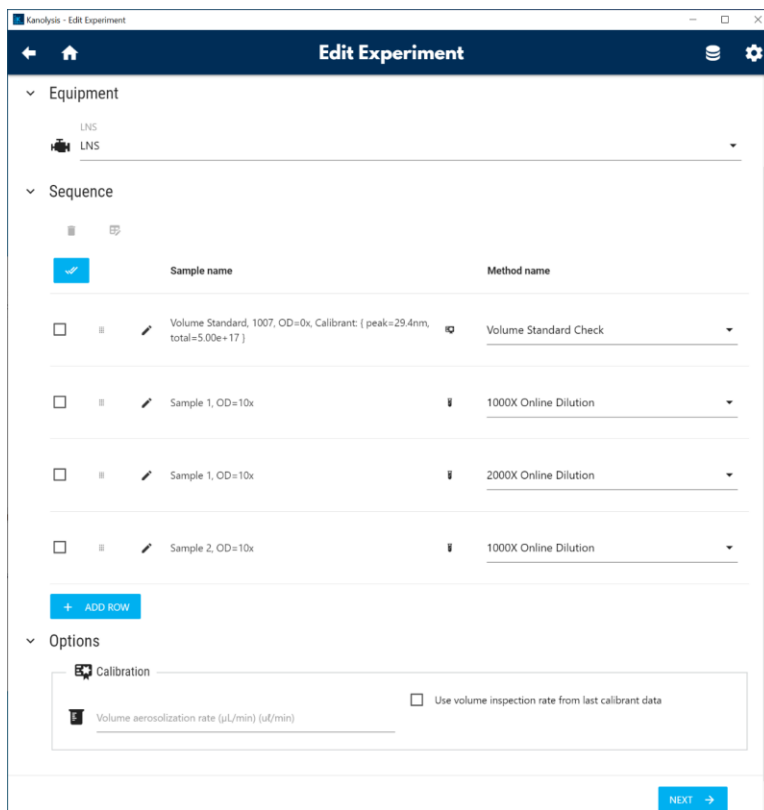 Kanolysis - Edit Experiment
Edit Experiment
Equipment
LNS
LNS
Sequence
Sample name Method name
Volume Standard, 1007, OD=0x, Calibrant: { peak=29.4nm,
total=5.00e+17 }
Volume Standard Check
Sample 1, OD=10x
1000X Online Dilution
Sample 1, OD=10x
2000X Online Dilution
Sample 2, OD=10x
1000X Online Dilution
+ ADD ROW
Options
Calibration
Use volume inspection rate from last calibrant data
Volume aerosolization rate (µL/min) (uℓ/min)
NEXT